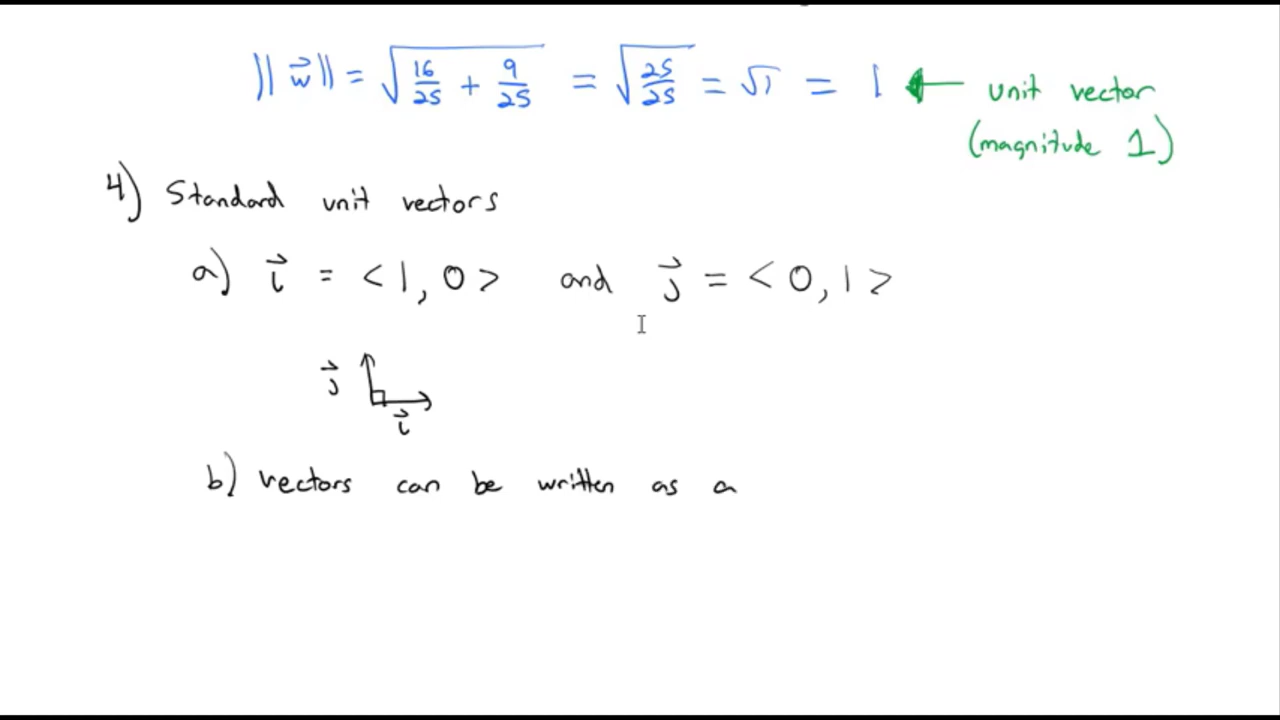 ||w⃗|| = √(16/25 + 9/25) = √(25/25) = √1 = 1 ← unit vector
(magnitude 1)
4) Standard unit vectors
a) i⃗ = <1, 0> and j⃗ = <0, 1>
j⃗
i⃗
b) vectors can be written as a